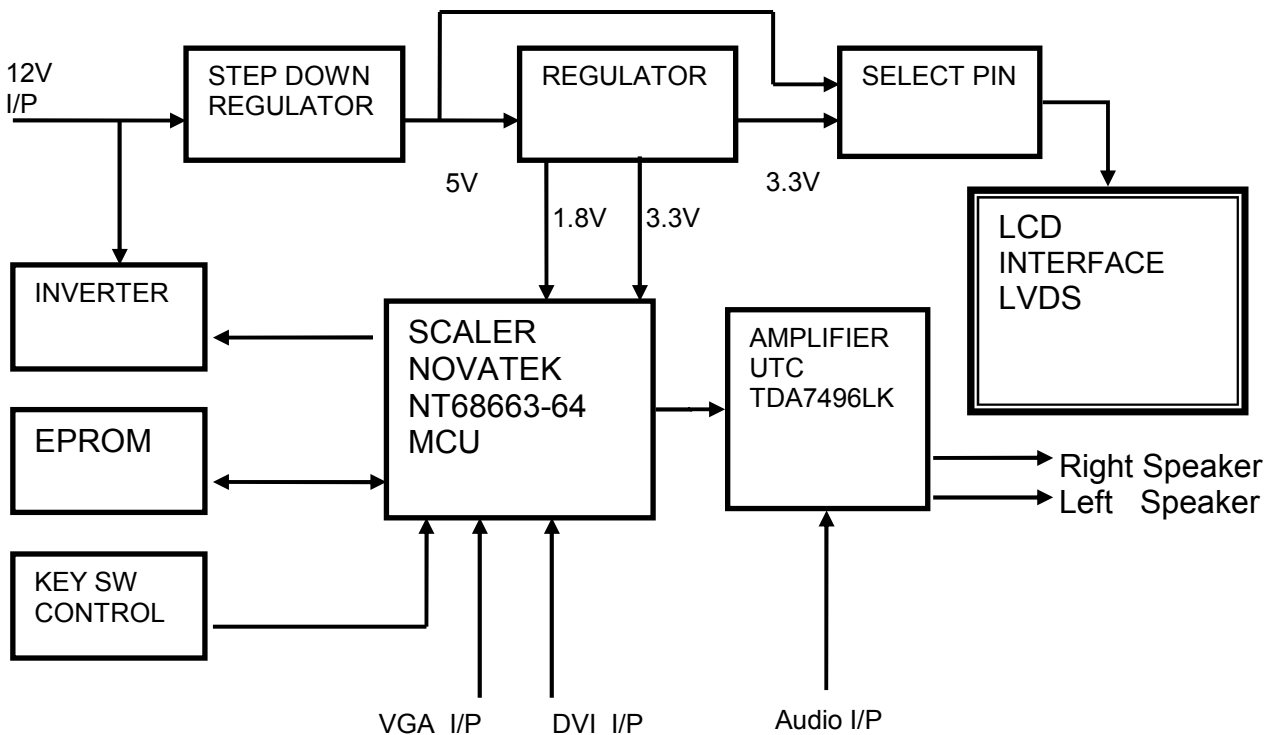 12V
I/P
STEP DOWN
REGULATOR
REGULATOR
SELECT PIN
5V
3.3V
1.8V
3.3V
LCD
INTERFACE
LVDS
INVERTER
SCALER
NOVATEK
NT68663-64
MCU
AMPLIFIER
UTC
TDA7496LK
EPROM
Right Speaker
Left Speaker
KEY SW
CONTROL
VGA I/P
DVI I/P
Audio I/P